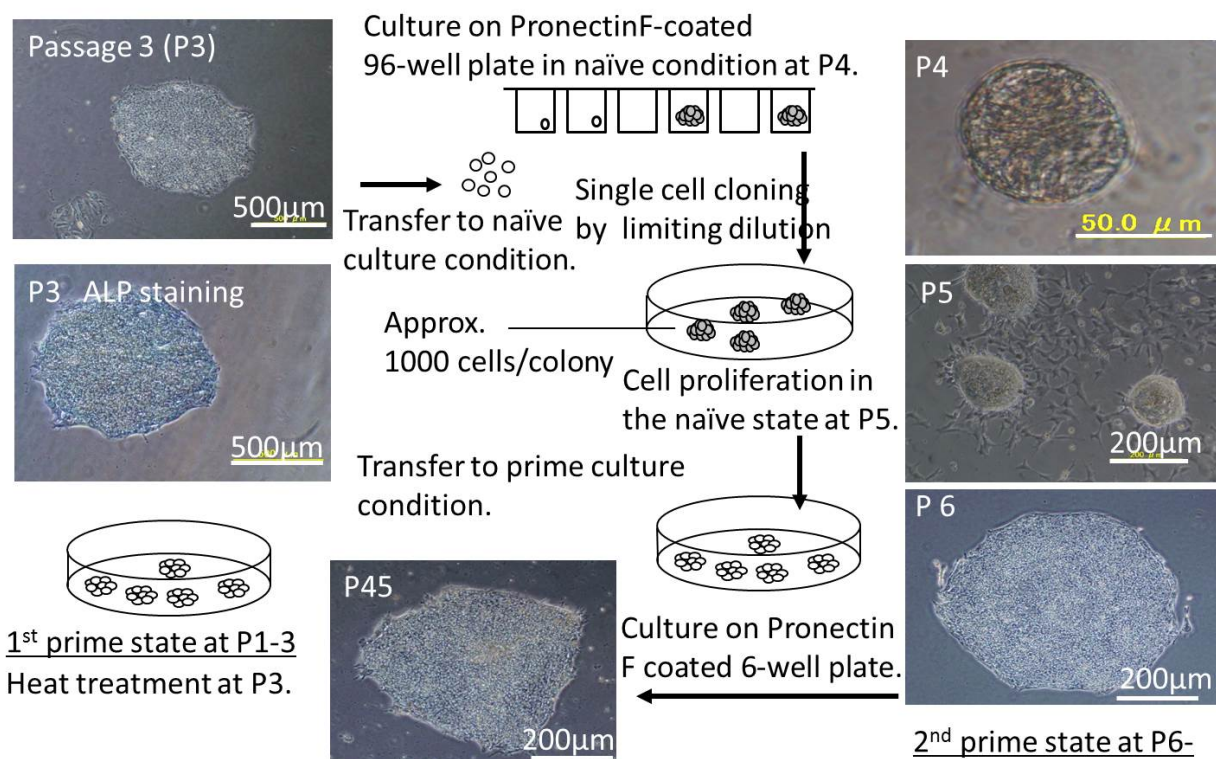 Passage 3 (P3)
500μm
P3 ALP staining
500μm
1st prime state at P1-3
Heat treatment at P3.
Culture on PronectinF-coated
96-well plate in naïve condition at P4.
Transfer to naïve
culture condition.
Single cell cloning
by limiting dilution
Approx.
1000 cells/colony
Cell proliferation in
the naïve state at P5.
Transfer to prime culture
condition.
Culture on Pronectin
F coated 6-well plate.
P45
200μm
P4
50.0 μm
P5
200μm
P 6
200μm
2nd prime state at P6-